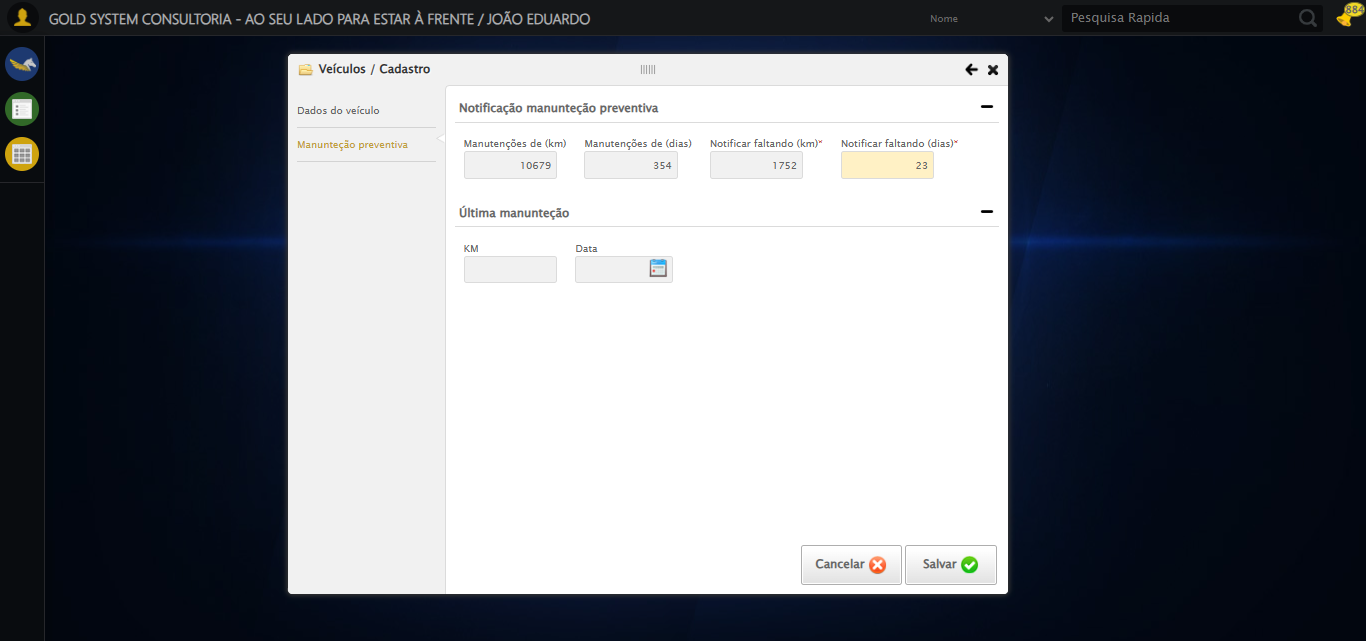 GOLD SYSTEM CONSULTORIA - AO SEU LADO PARA ESTAR À FRENTE / JOÃO EDUARDO
Nome
Pesquisa Rapida
884
Veículos / Cadastro
Dados do veículo
Manunteção preventiva
Notificação manunteção preventiva
Manutenções de (km) Manutenções de (dias) Notificar faltando (km)* Notificar faltando (dias)*
10679 354 1752 23
Última manunteção
KM Data
Cancelar Salvar